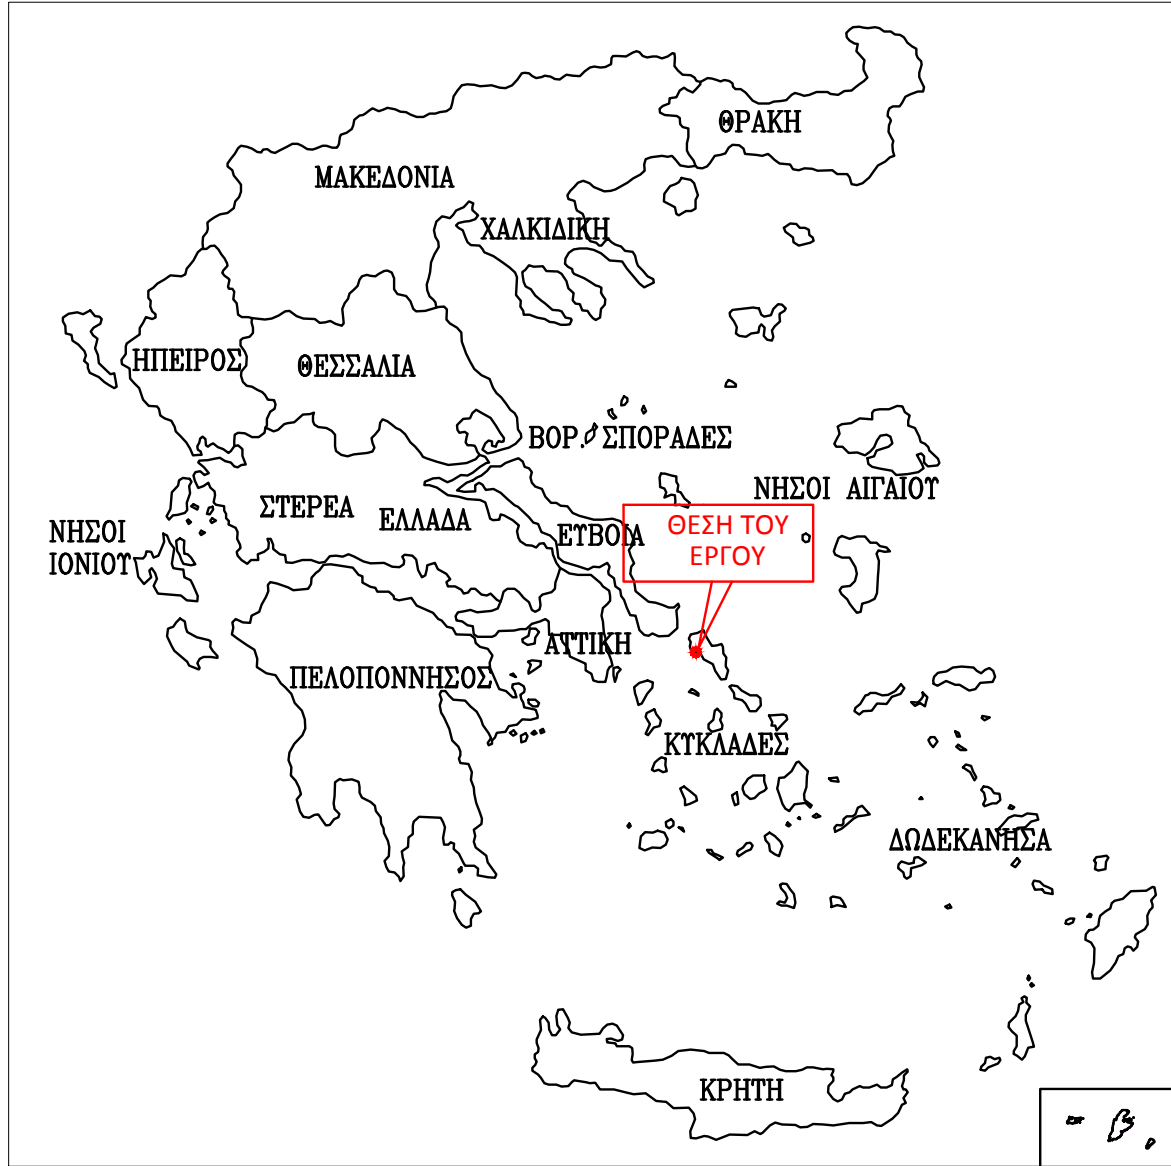 ΘΡΑΚΗ
ΜΑΚΕΔΟΝΙΑ
ΧΑΛΚΙΔΙΚΗ
ΗΠΕΙΡΟΣ
ΘΕΣΣΑΛΙΑ
ΒΟΡ. ΣΠΟΡΑΔΕΣ
ΝΗΣΟΙ ΑΙΓΑΙΟΥ
ΣΤΕΡΕΑ ΕΛΛΑΔΑ
ΝΗΣΟΙ
ΙΟΝΙΟΥ
ΕΥΒΟΙΑ
ΘΕΣΗ ΤΟΥ
ΕΡΓΟΥ
ΑΤΤΙΚΗ
ΠΕΛΟΠΟΝΝΗΣΟΣ
ΚΥΚΛΑΔΕΣ
ΔΩΔΕΚΑΝΗΣΑ
ΚΡΗΤΗ